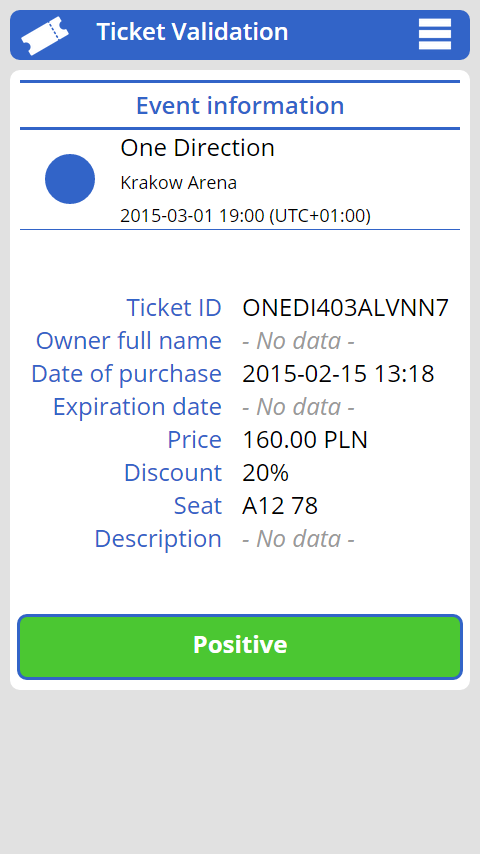 Ticket Validation
Event information
One Direction
Krakow Arena
2015-03-01 19:00 (UTC+01:00)
Ticket ID ONEDI403ALVNN7
Owner full name - No data -
Date of purchase 2015-02-15 13:18
Expiration date - No data -
Price 160.00 PLN
Discount 20%
Seat A12 78
Description - No data -
Positive